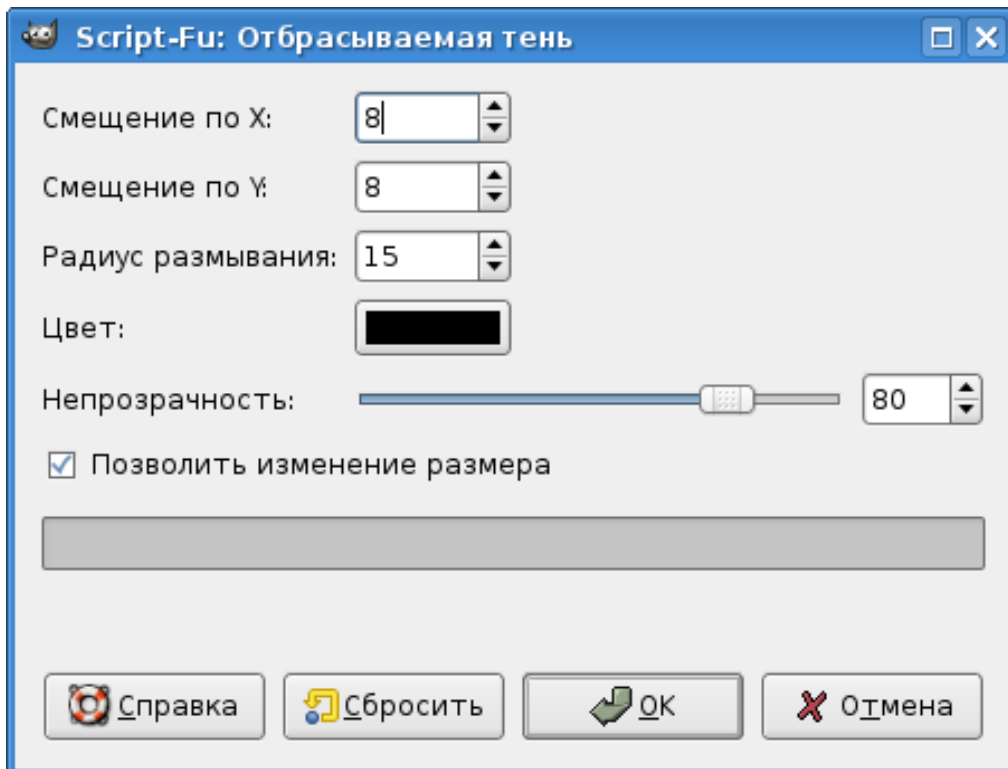 Script-Fu: Отбрасываемая тень
Смещение по X: 8
Смещение по Y: 8
Радиус размывания: 15
Цвет:
Непрозрачность: 80
Позволить изменение размера
Справка Сбросить OK Отмена